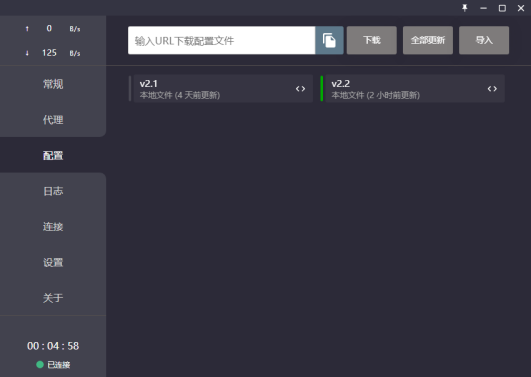 ↑ 0 B/s
↓ 125 B/s
常规
代理
配置
日志
连接
设置
关于
00 : 04 : 58
已连接
输入URL下载配置文件
下载
全部更新
导入
v2.1
本地文件 (4 天前更新)
v2.2
本地文件 (2 小时前更新)